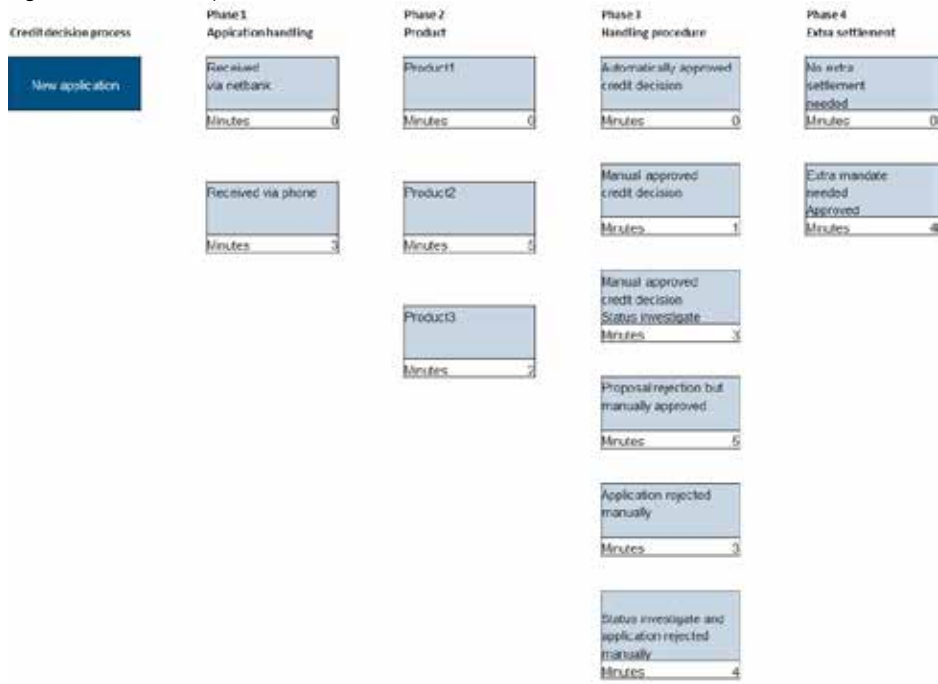 Phase 1
Phase 2
Phase 3
Phase 4
Credit decision process
Appication handling
Product
Handling procedure
Extra settlement
New application
Received
via netbank
Minutes 0
Received via phone
Minutes 3
Product1
Minutes 0
Product2
Minutes 5
Product3
Minutes 2
Automatically approved
credit decision
Minutes 0
Manual approved
credit decision
Minutes 1
Manual approved
credit decision
Status investigate
Minutes 3
Proposal rejection but
manually approved
Minutes 5
Application rejected
manually
Minutes 3
Status investigate and
application rejected
manually
Minutes 4
No extra
settlement
needed
Minutes 0
Extra mandate
needed
Approved
Minutes 4